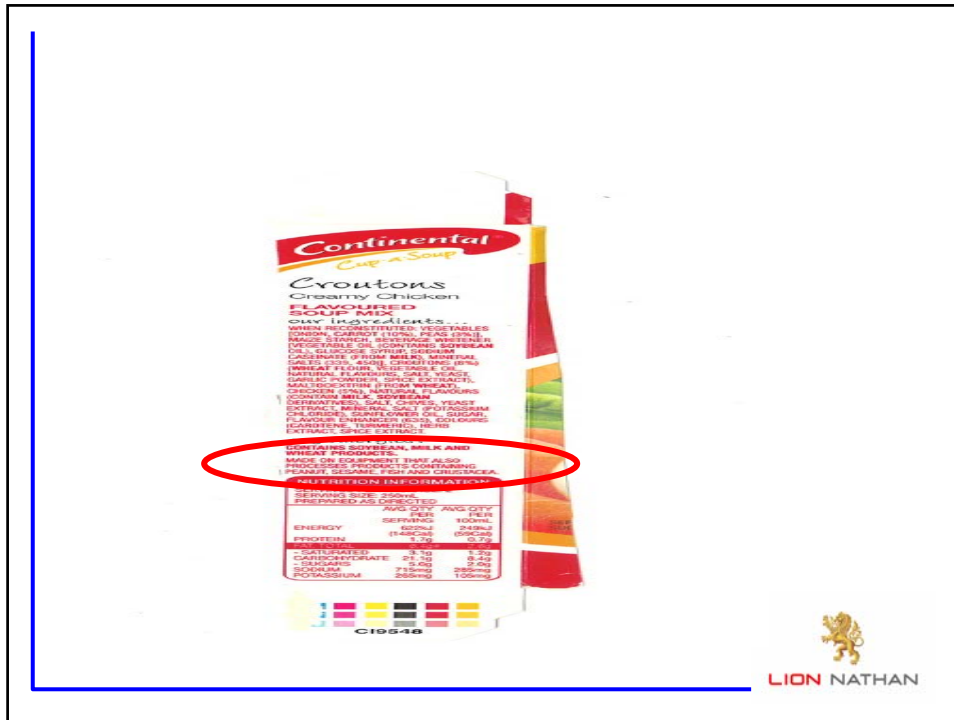 Continental
Cup-a-Soup
Croutons
Creamy Chicken
FLAVOURED
SOUP MIX
our ingredients...
WHEN RECONSTITUTED: VEGETABLES
[ONION, CARROT (10%), PEAS (3%)],
MAIZE STARCH, BEVERAGE WHITENER
[VEGETABLE OIL (CONTAINS SOYBEAN
OIL), GLUCOSE SYRUP, SODIUM
CASEINATE (FROM MILK), MINERAL
SALTS (339, 450)], CROUTONS (6%)
(WHEAT FLOUR, VEGETABLE OIL,
NATURAL FLAVOURS, SALT, YEAST,
GARLIC POWDER, SPICE EXTRACT),
MALTODEXTRIN (FROM WHEAT),
CHICKEN (5%), NATURAL FLAVOURS
(CONTAIN MILK, SOYBEAN
DERIVATIVES), SALT, CHIVES, YEAST
EXTRACT, MINERAL SALT (POTASSIUM
CHLORIDE), SUNFLOWER OIL, SUGAR,
FLAVOUR ENHANCER (635), COLOURS
(CAROTENE, TURMERIC), HERB
EXTRACT, SPICE EXTRACT.
CONTAINS SOYBEAN, MILK AND
WHEAT PRODUCTS.
MADE ON EQUIPMENT THAT ALSO
PROCESSES PRODUCTS CONTAINING
PEANUT, SESAME, FISH AND CRUSTACEA.
NUTRITION INFORMATION
SERVING SIZE: 250mL
PREPARED AS DIRECTED
AVG QTY AVG QTY
PER PER
SERVING 100mL
ENERGY 622kJ 249kJ
(148Cal) (59Cal)
PROTEIN 1.7g 0.7g
FAT, TOTAL
- SATURATED 3.1g 1.2g
CARBOHYDRATE 21.1g 8.4g
- SUGARS 5.0g 2.0g
SODIUM 715mg 285mg
POTASSIUM 265mg 105mg
CI9548
LION NATHAN